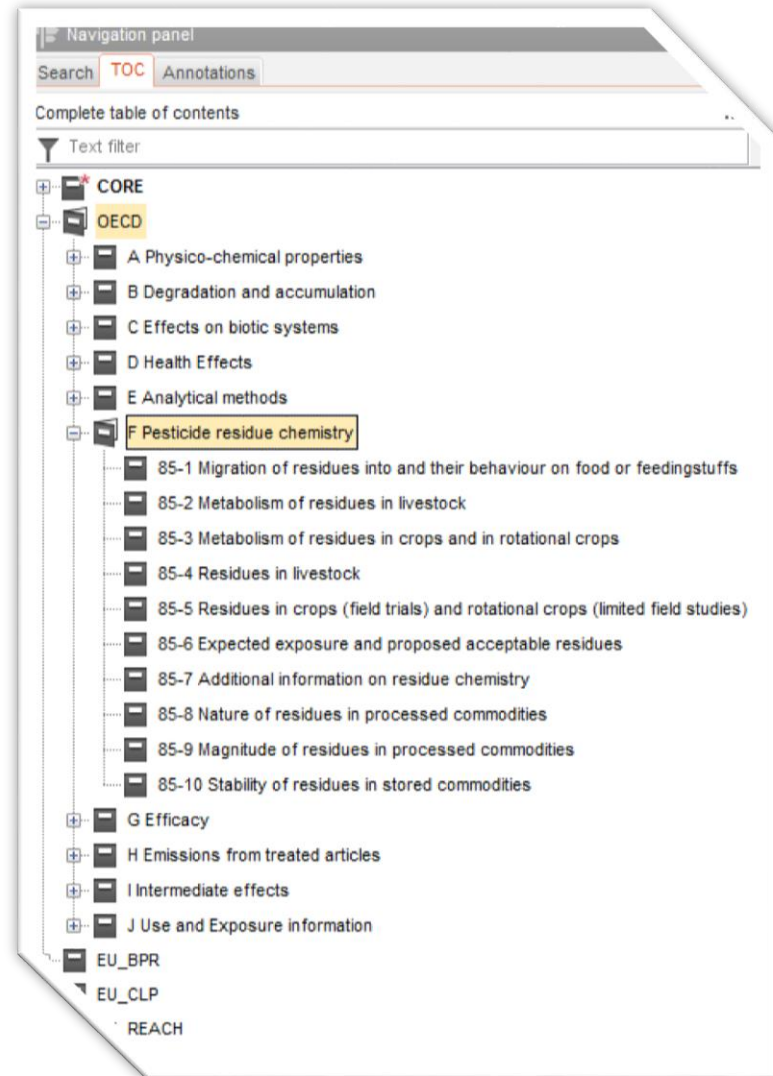 Navigation panel
Search TOC Annotations
Complete table of contents
Text filter
CORE
OECD
A Physico-chemical properties
B Degradation and accumulation
C Effects on biotic systems
D Health Effects
E Analytical methods
F Pesticide residue chemistry
85-1 Migration of residues into and their behaviour on food or feedingstuffs
85-2 Metabolism of residues in livestock
85-3 Metabolism of residues in crops and in rotational crops
85-4 Residues in livestock
85-5 Residues in crops (field trials) and rotational crops (limited field studies)
85-6 Expected exposure and proposed acceptable residues
85-7 Additional information on residue chemistry
85-8 Nature of residues in processed commodities
85-9 Magnitude of residues in processed commodities
85-10 Stability of residues in stored commodities
G Efficacy
H Emissions from treated articles
I Intermediate effects
J Use and Exposure information
EU_BPR
EU_CLP
REACH